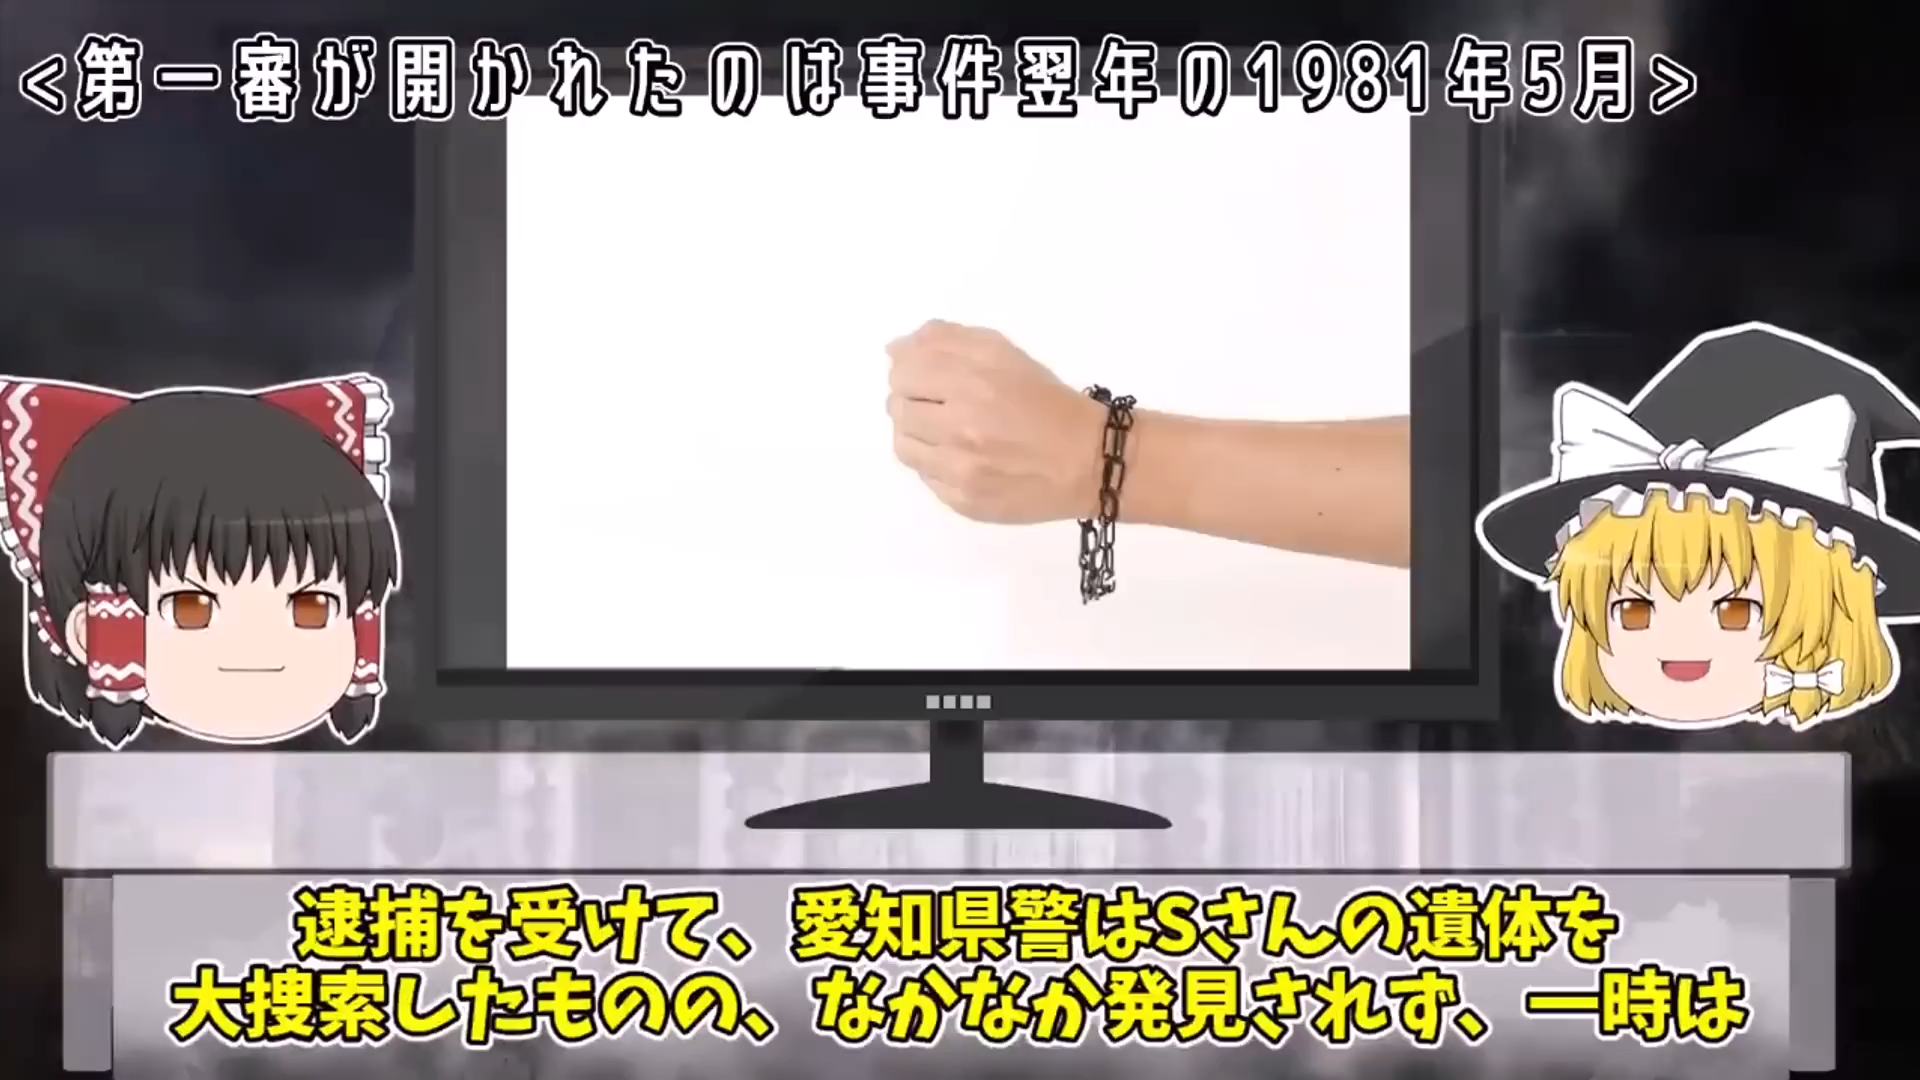 <第一審が開かれたのは事件翌年の1981年5月>
逮捕を受けて、愛知県警はSさんの遺体を
大捜索したものの、なかなか発見されず、一時は